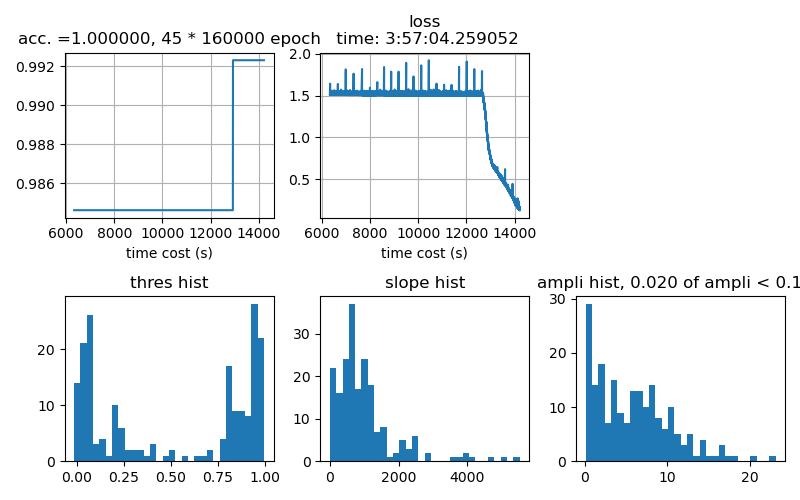 loss
acc. =1.000000, 45 * 160000 epoch time: 3:57:04.259052
0.992
0.990
0.988
0.986
6000 8000 10000 12000 14000
time cost (s)
2.0
1.5
1.0
0.5
6000 8000 10000 12000 14000
time cost (s)
thres hist
20
10
0
0.00 0.25 0.50 0.75 1.00
slope hist
30
20
10
0
0 2000 4000
ampli hist, 0.020 of ampli < 0.1
30
20
10
0
0 10 20